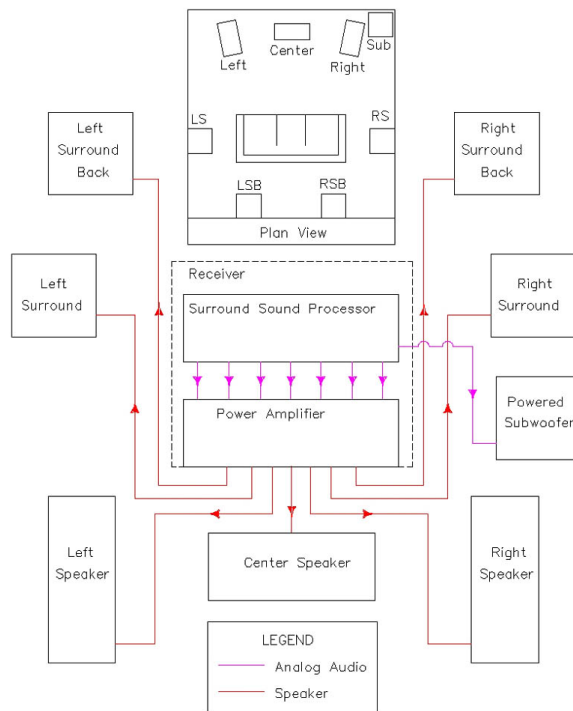 Left
Center
Right
Sub
LS
RS
LSB
RSB
Plan View
Left
Surround
Back
Right
Surround
Back
Receiver
Surround Sound Processor
Left
Surround
Right
Surround
Power Amplifier
Powered
Subwoofer
Left
Speaker
Center Speaker
Right
Speaker
LEGEND
Analog Audio
Speaker